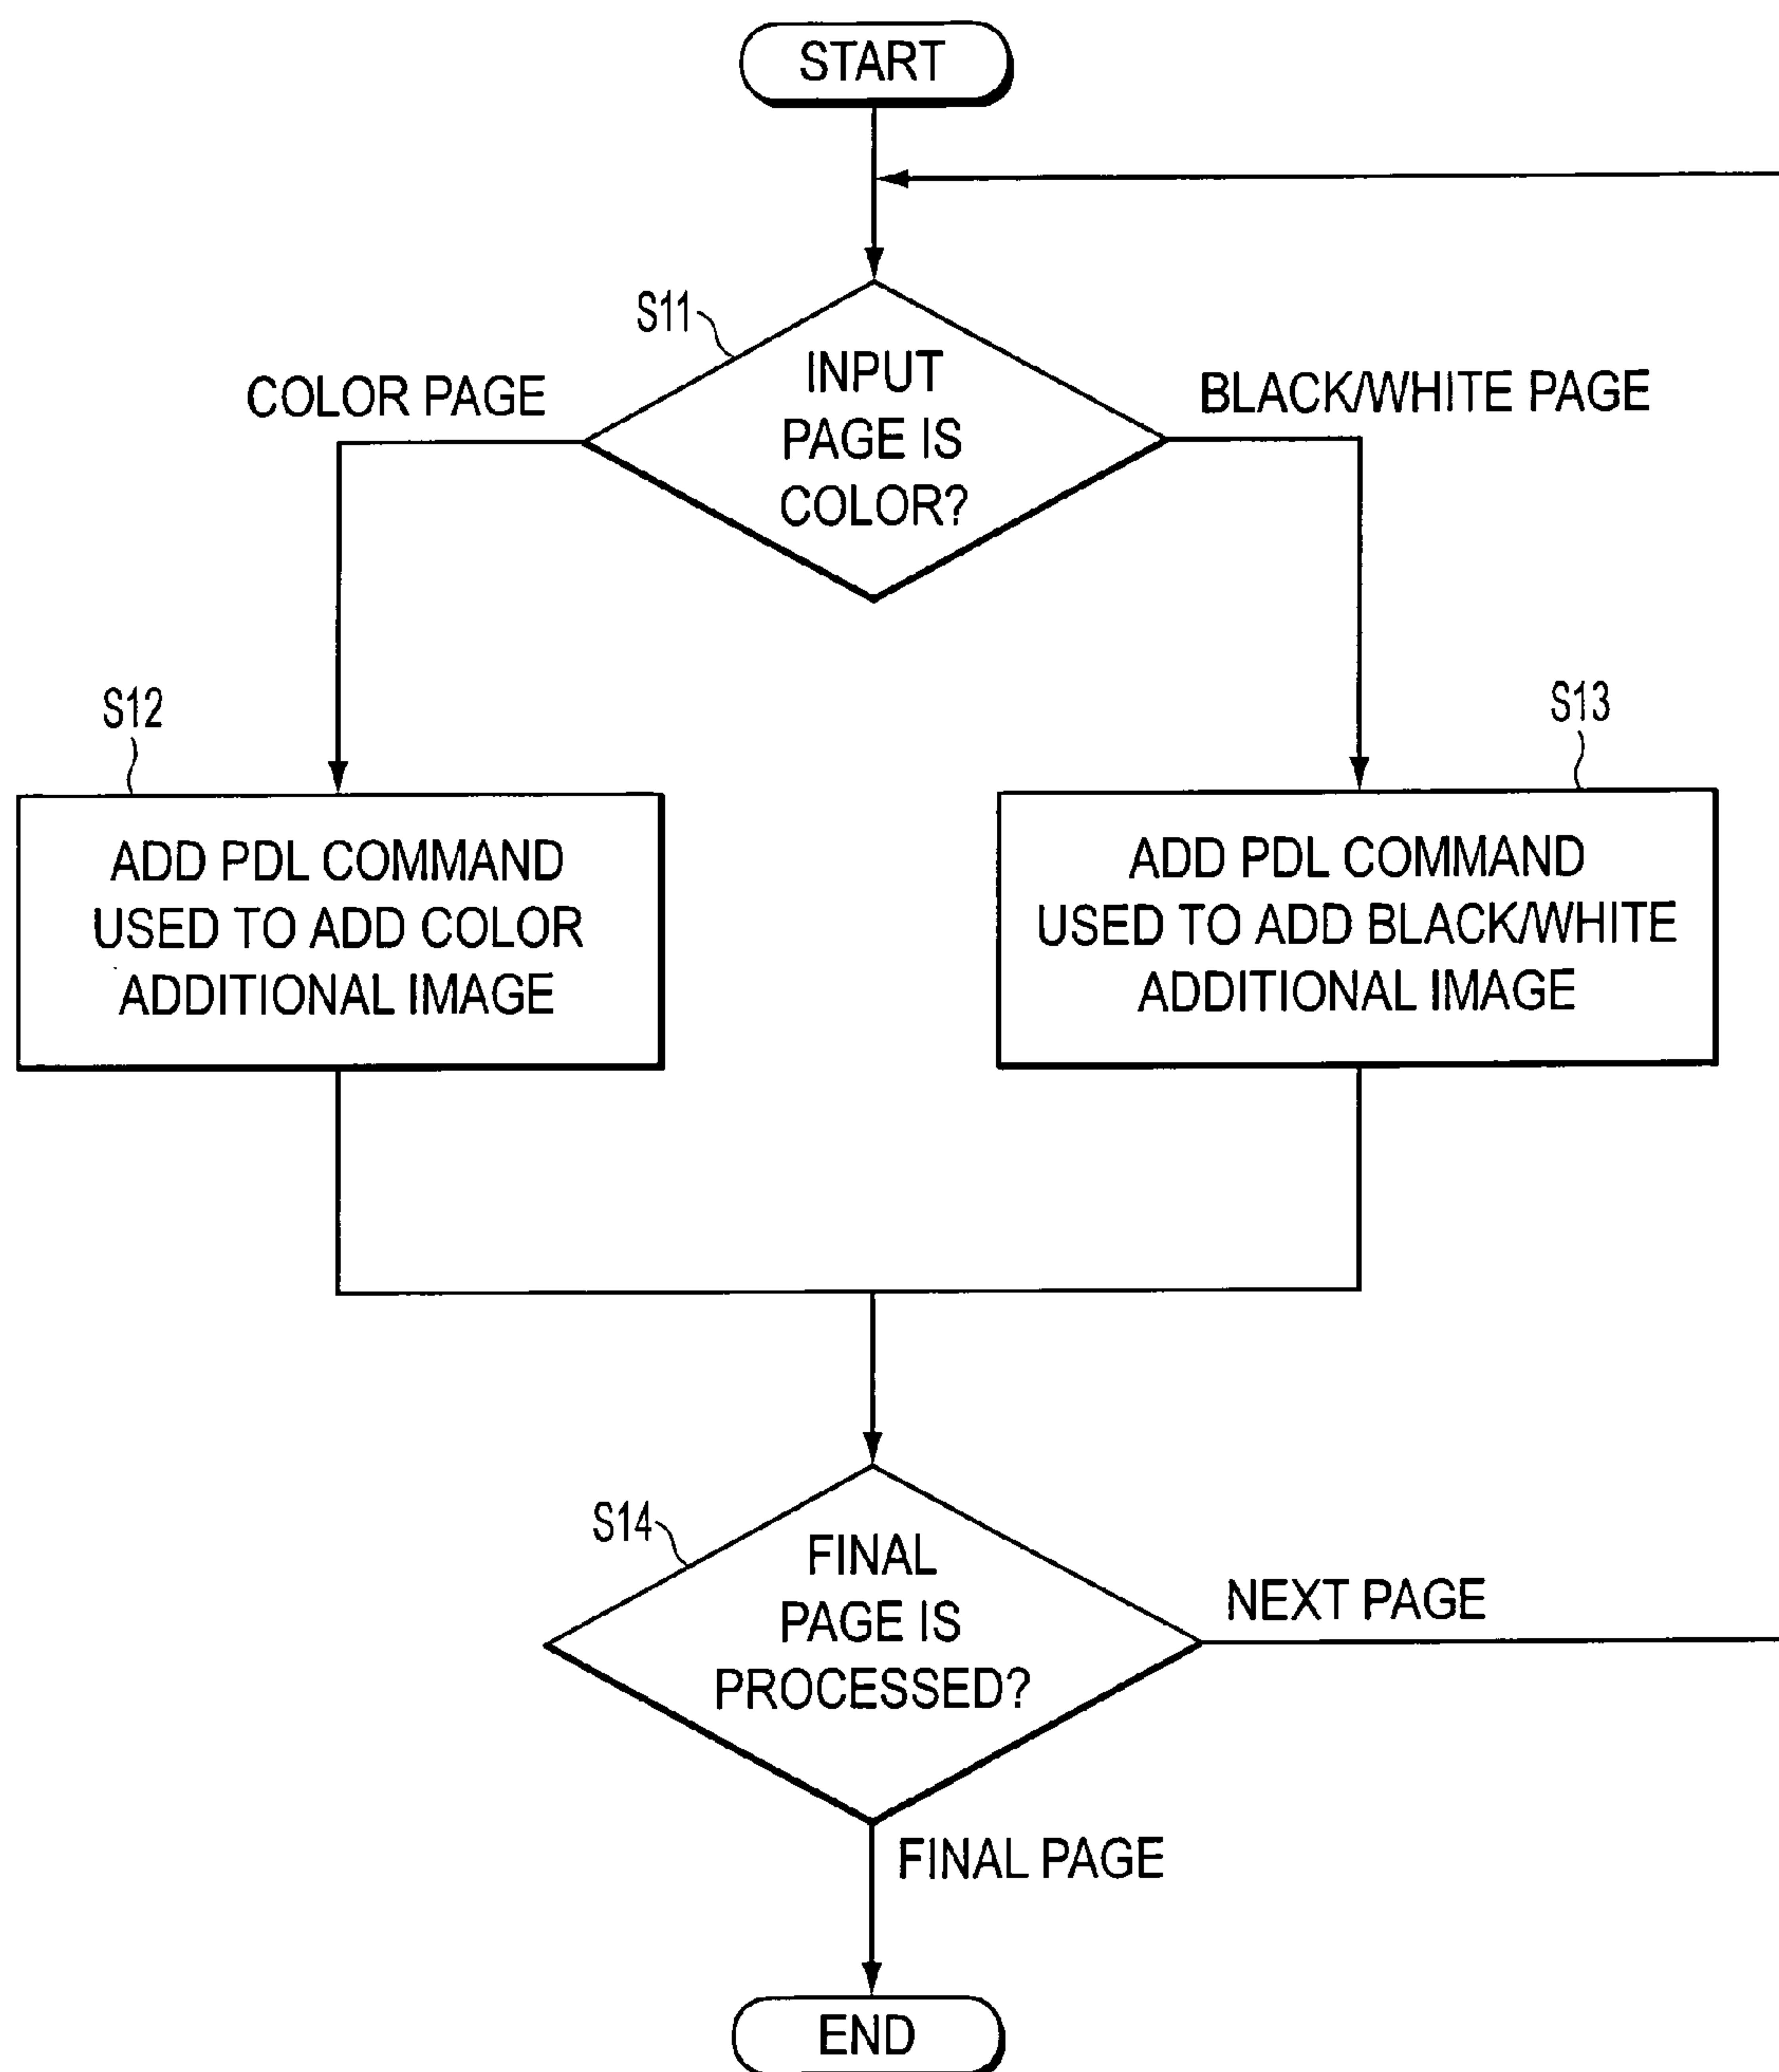 START
S11
INPUT
PAGE IS
COLOR?
COLOR PAGE
BLACK/WHITE PAGE
S12
ADD PDL COMMAND
USED TO ADD COLOR
ADDITIONAL IMAGE
S13
ADD PDL COMMAND
USED TO ADD BLACK/WHITE
ADDITIONAL IMAGE
S14
FINAL
PAGE IS
PROCESSED?
NEXT PAGE
FINAL PAGE
END